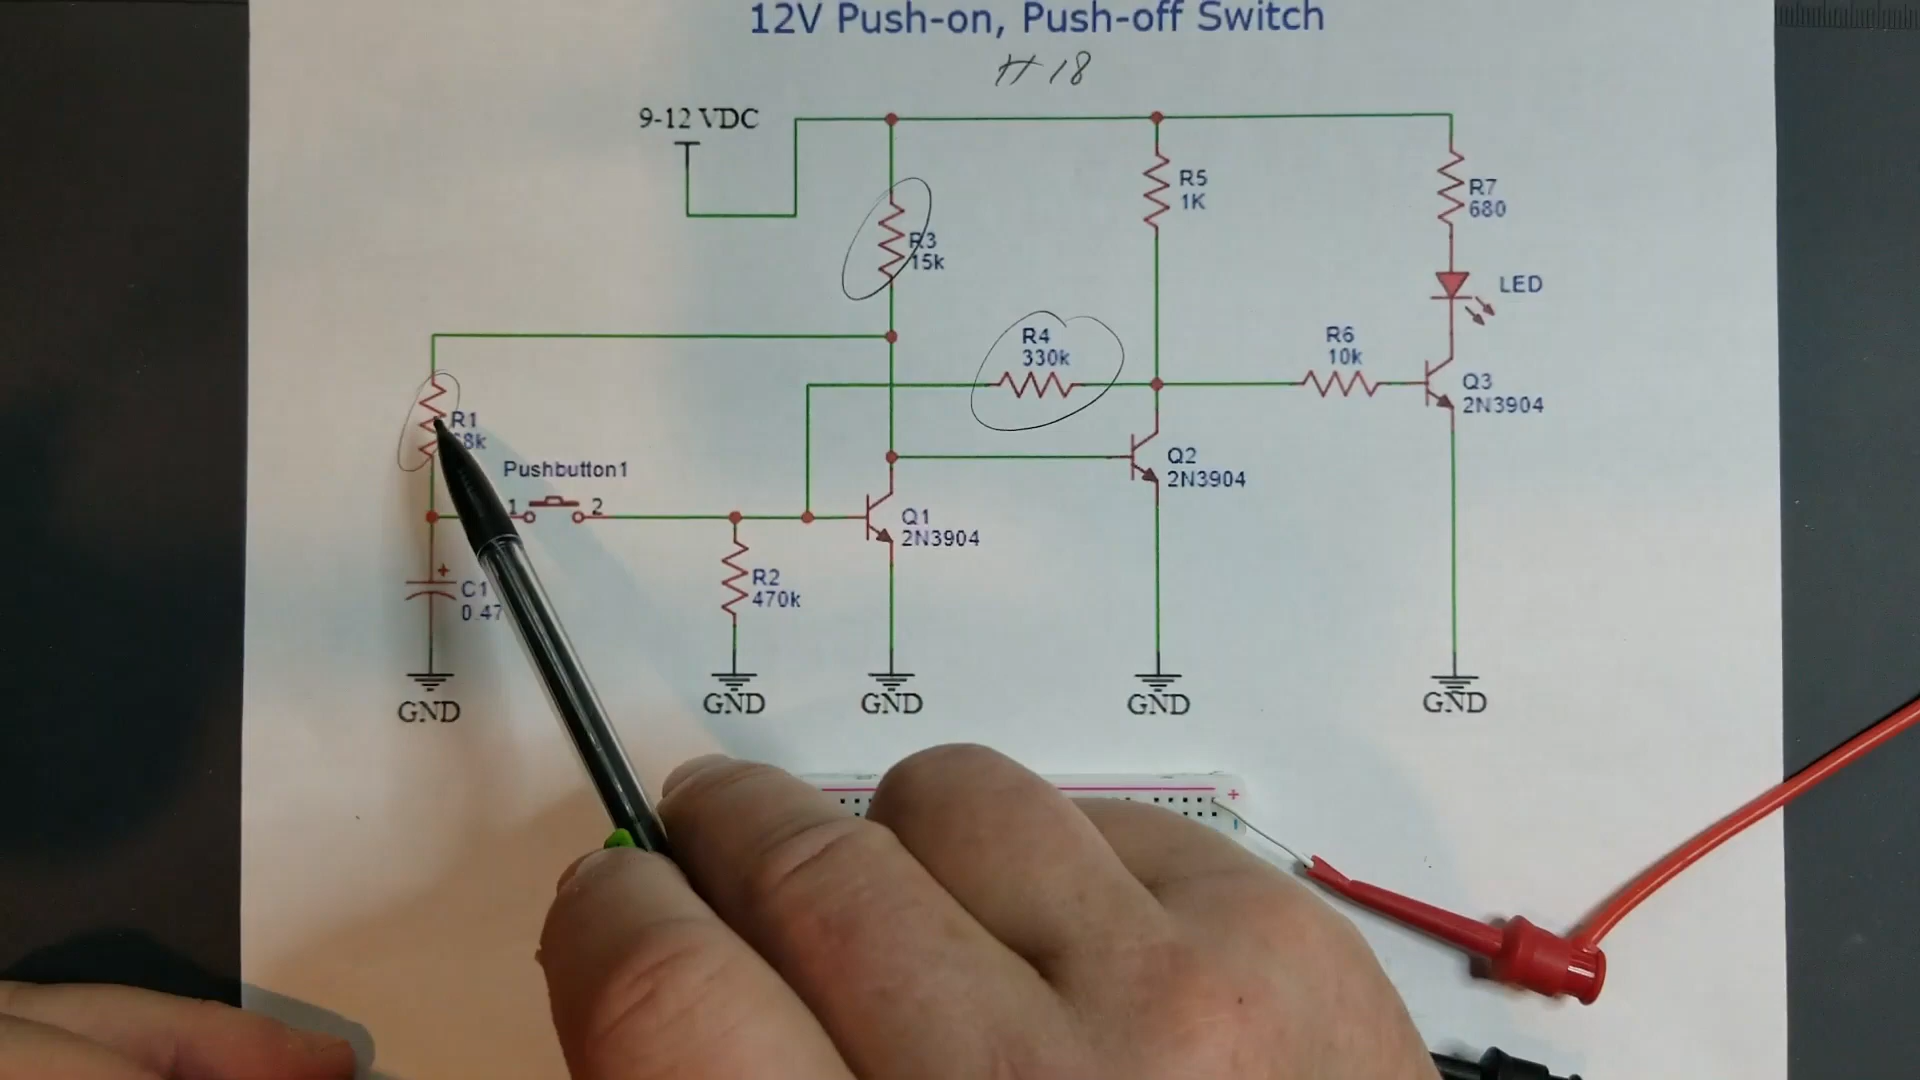 12V Push-on, Push-off Switch
H 18
9-12 VDC
R3
15k
R5
1K
R7
680
LED
R4
330k
R6
10k
Q3
2N3904
R1
Pushbutton1
1
2
Q2
2N3904
Q1
2N3904
R2
470k
+
C1
0.47
GND
GND
GND
GND
GND
+